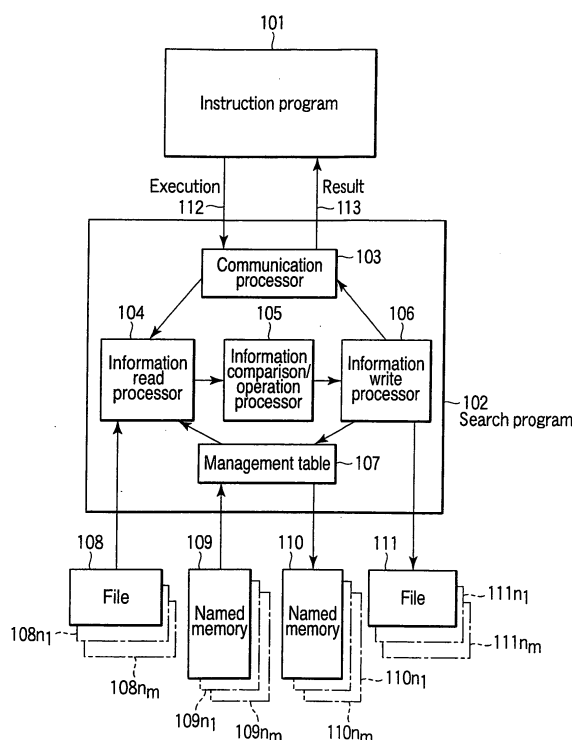 101
Instruction program
Execution
112
Result
113
103
Communication
processor
104
Information
read
processor
105
Information
comparison/
operation
processor
106
Information
write
processor
102
Search program
Management table
107
108
File
108n1
108nm
109
Named
memory
109n1
109nm
110
Named
memory
110n1
110nm
111
File
111n1
111nm